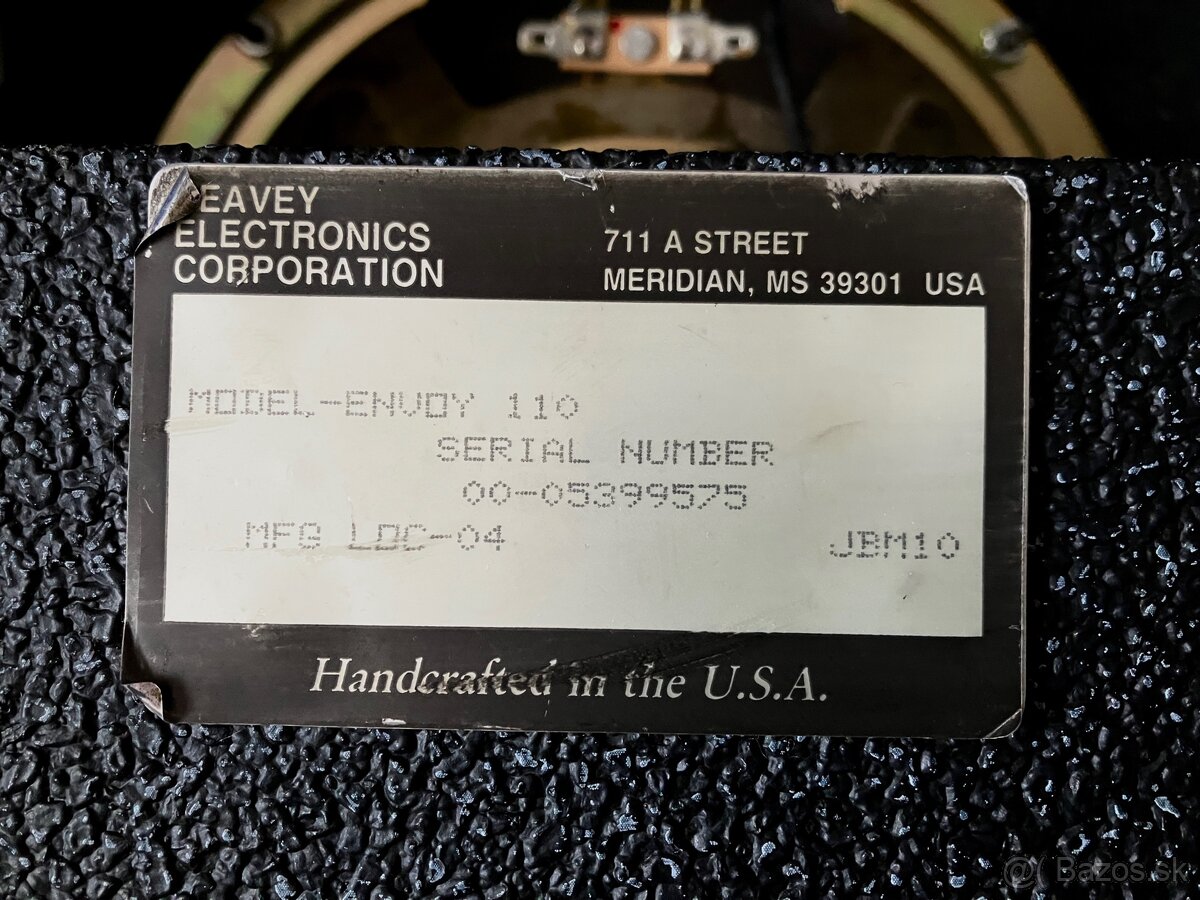 EAVEY
ELECTRONICS
CORPORATION
711 A STREET
MERIDIAN, MS 39301 USA
MODEL-ENVOY 110
SERIAL NUMBER
00-05399575
MFG LOC-04
JBM10
Handcrafted in the U.S.A.
Bazos.sk